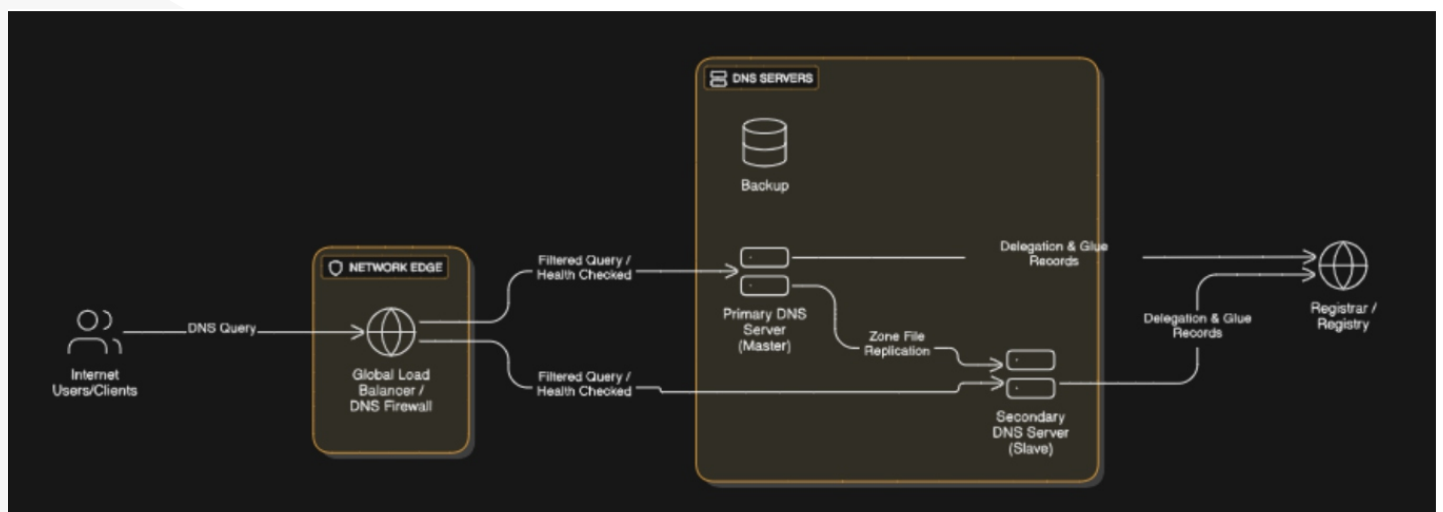 DNS SERVERS
Backup
NETWORK EDGE
Filtered Query /
Health Checked
Delegation & Glue
Records
DNS Query
Internet
Users/Clients
Global Load
Balancer /
DNS Firewall
Primary DNS
Server
(Master)
Zone File
Replication
Delegation & Glue
Records
Registrar /
Registry
Filtered Query /
Health Checked
Secondary
DNS Server
(Slave)